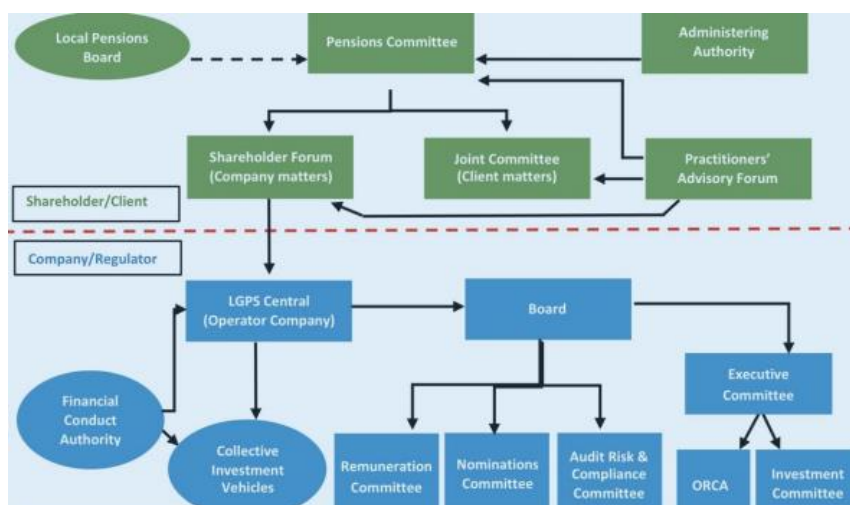 Local Pensions
Board
Pensions Committee
Administering
Authority
Shareholder Forum
(Company matters)
Joint Committee
(Client matters)
Practitioners'
Advisory Forum
Shareholder/Client
Company/Regulator
LGPS Central
(Operator Company)
Board
Financial
Conduct
Authority
Executive
Committee
Collective
Investment
Vehicles
Remuneration
Committee
Nominations
Committee
Audit Risk &
Compliance
Committee
ORCA
Investment
Committee